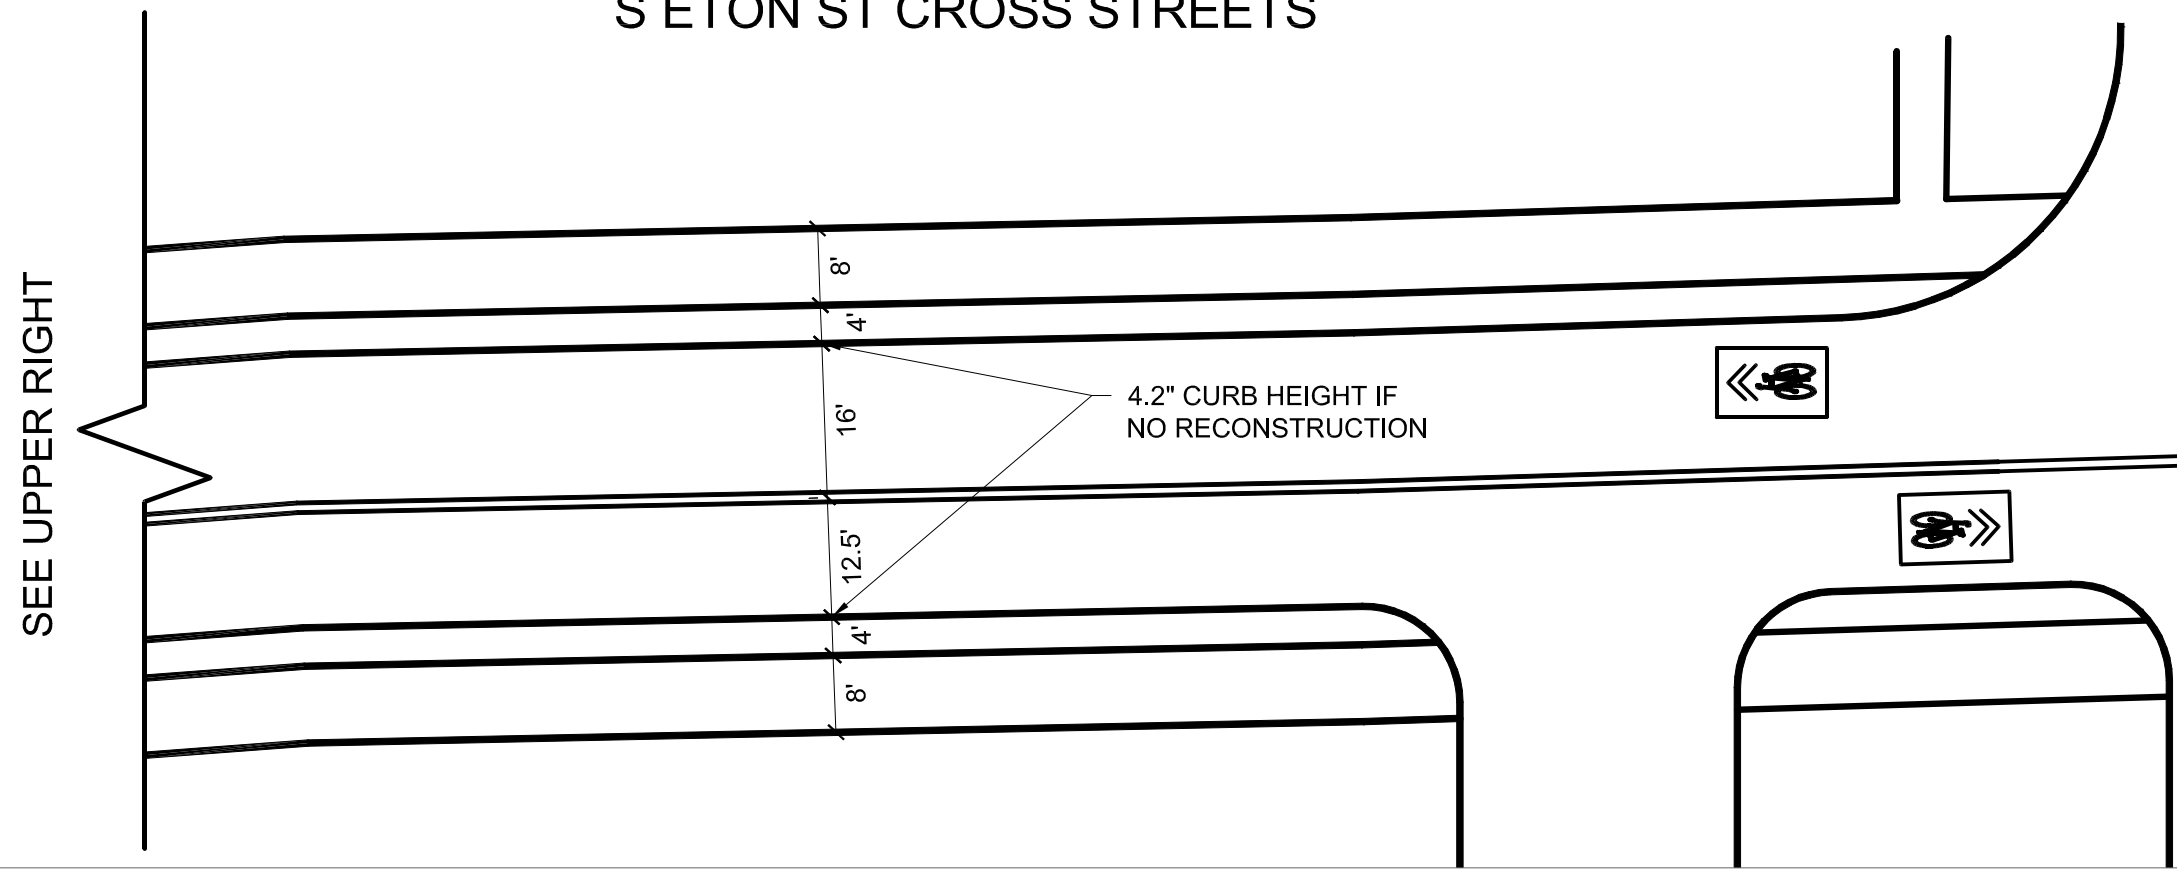 S ETON ST CROSS STREETS
SEE UPPER RIGHT
8'
4'
16'
4.2" CURB HEIGHT IF
NO RECONSTRUCTION
12.5'
4'
8'